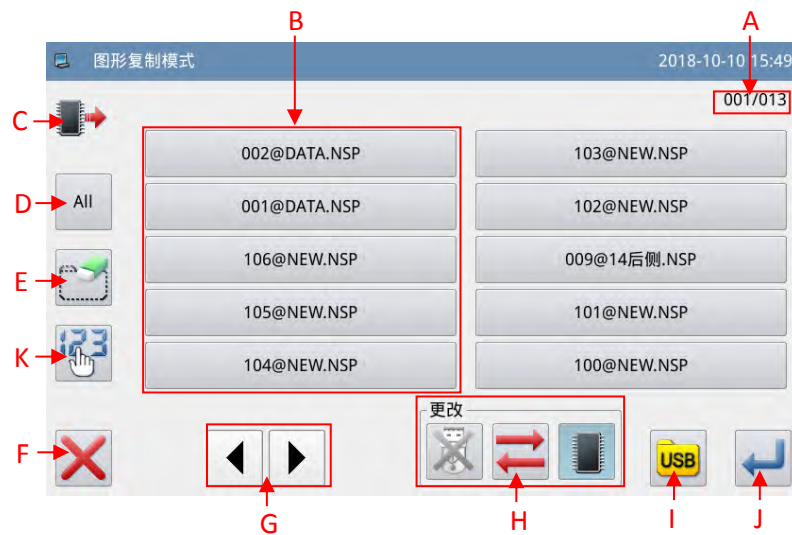 B
A
图形复制模式
2018-10-10 15:49
001/013
C
002@DATA.NSP
103@NEW.NSP
D
All
001@DATA.NSP
102@NEW.NSP
E
106@NEW.NSP
009@14后侧.NSP
105@NEW.NSP
101@NEW.NSP
K
123
104@NEW.NSP
100@NEW.NSP
更改
F
USB
G
H
I
J